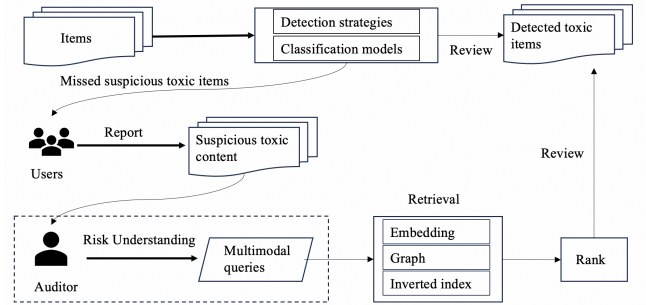 Items
Detection strategies
Classification models
Review
Detected toxic
items
Missed suspicious toxic items
Users
Report
Suspicious toxic
content
Review
Auditor
Risk Understanding
Multimodal
queries
Retrieval
Embedding
Graph
Inverted index
Rank